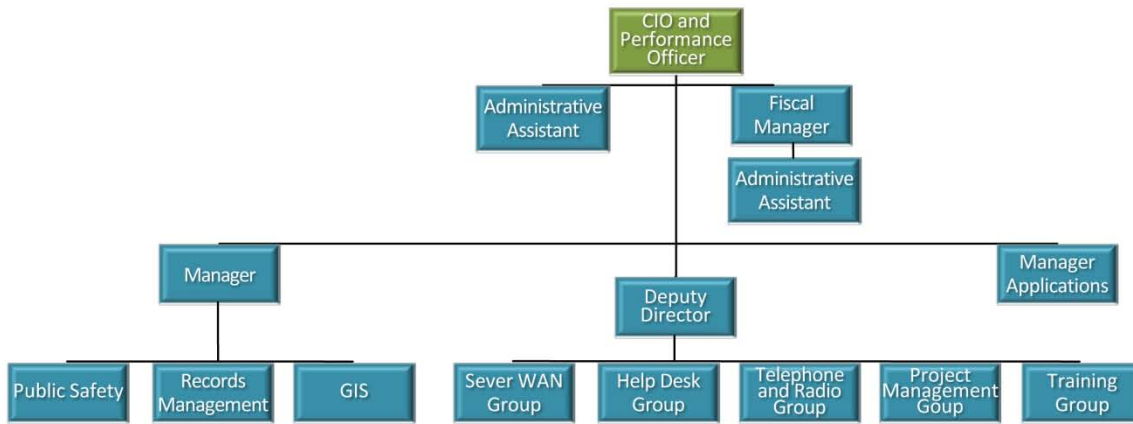 CIO and
Performance
Officer
Administrative
Assistant
Fiscal
Manager
Administrative
Assistant
Manager
Deputy
Director
Manager
Applications
Public Safety
Records
Management
GIS
Sever WAN
Group
Help Desk
Group
Telephone
and Radio
Group
Project
Management
Goup
Training
Group